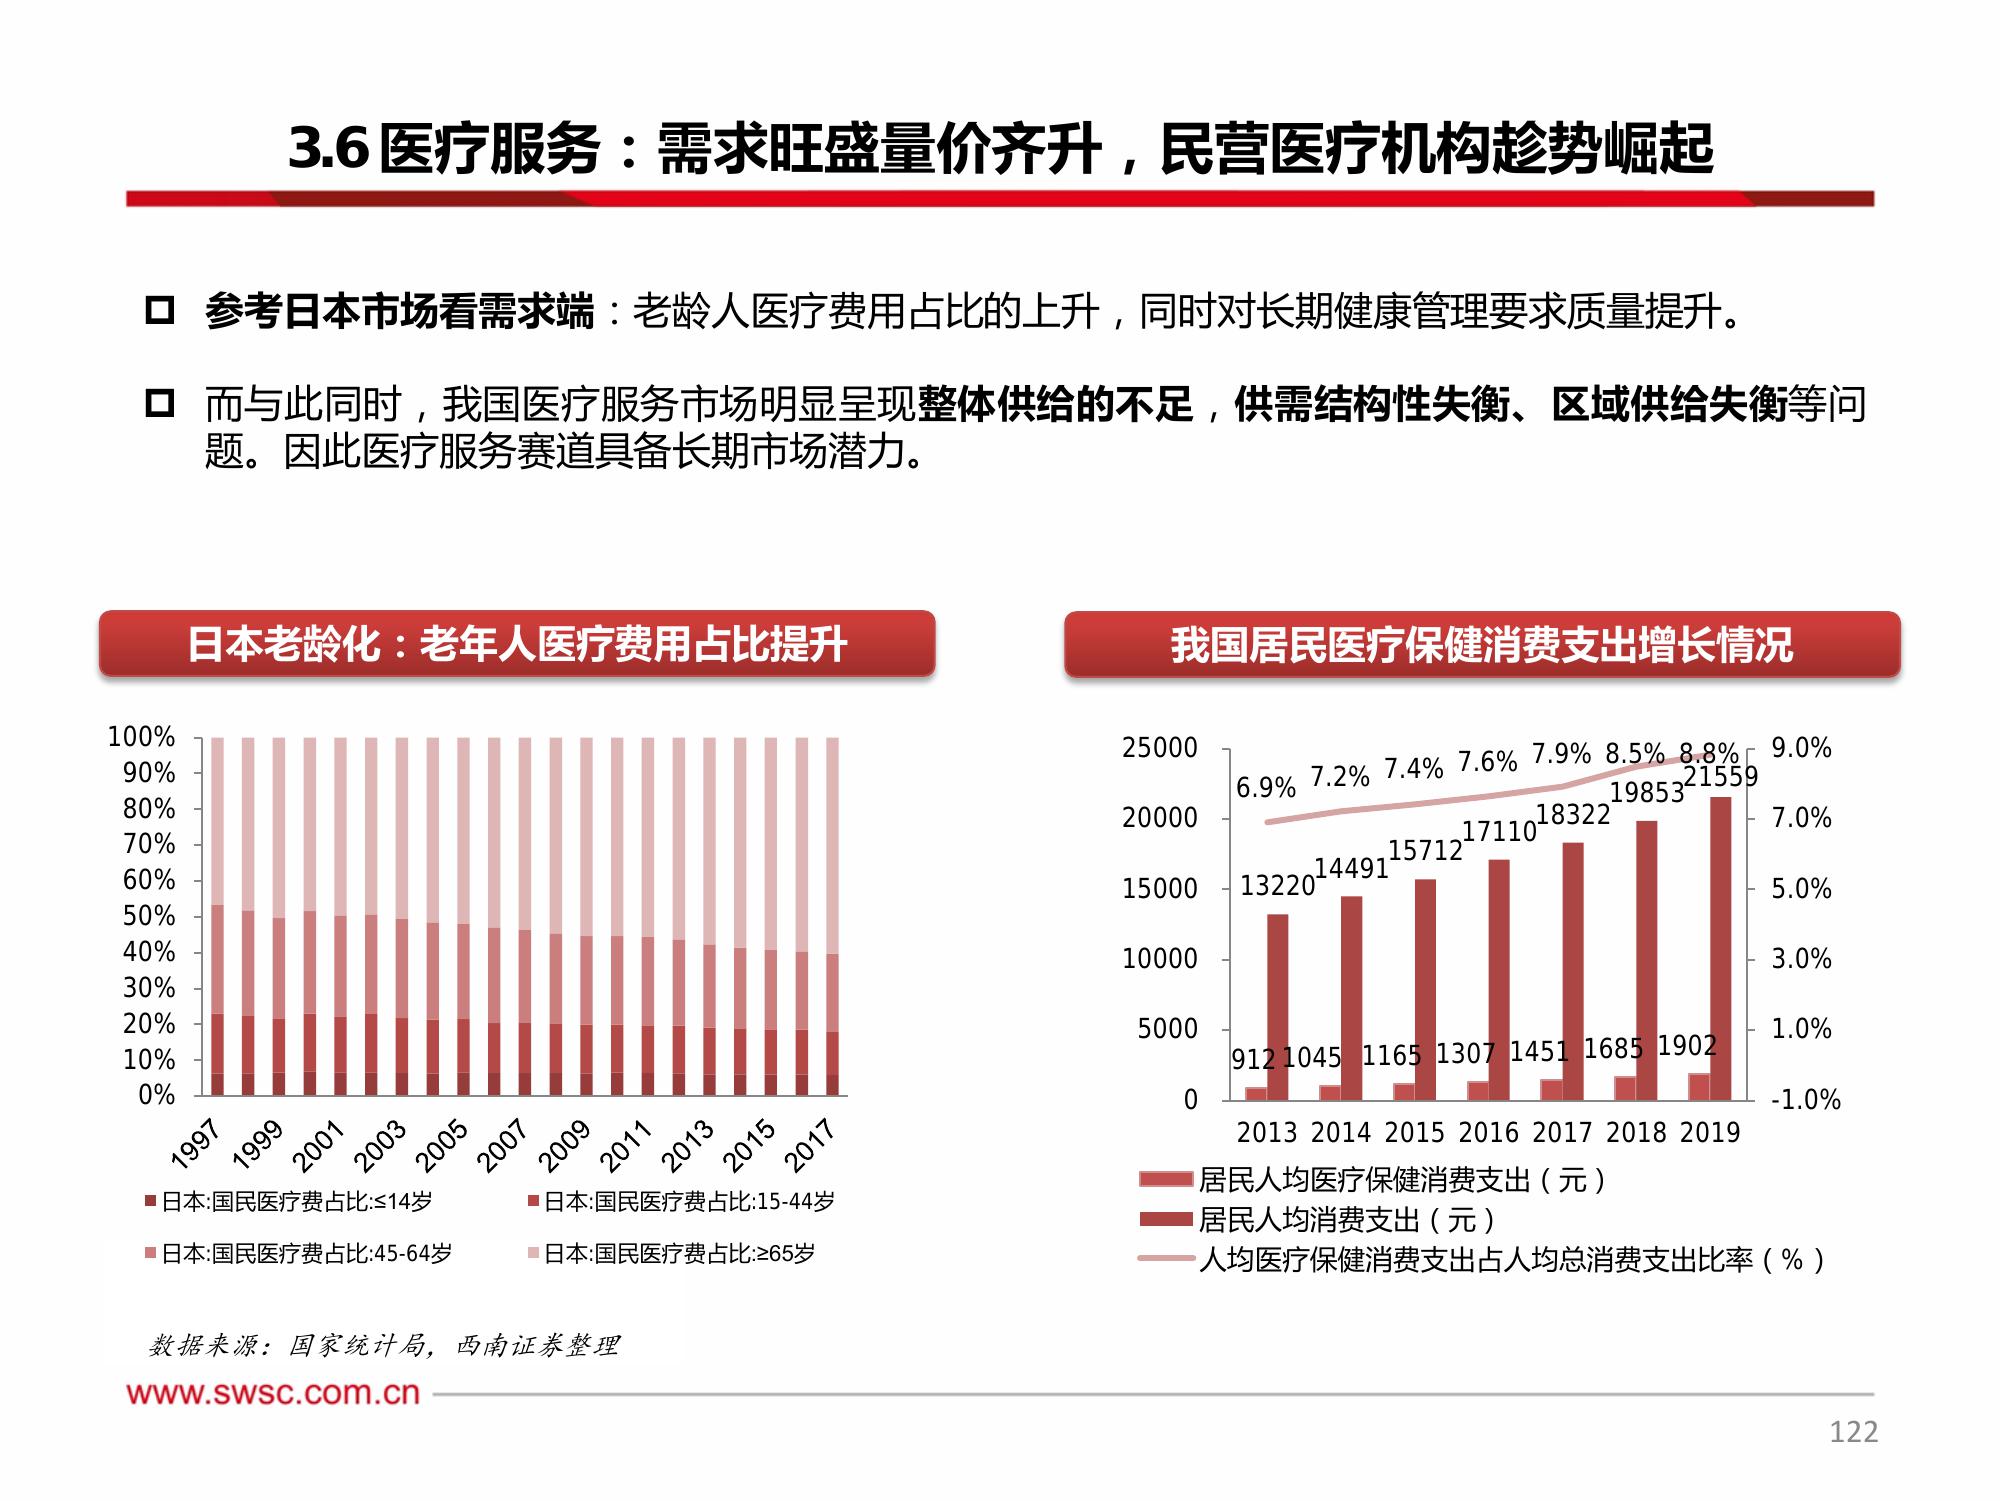 3.6 医疗服务：需求旺盛量价齐升，民营医疗机构趁势崛起
参考日本市场看需求端：老龄人医疗费用占比的上升，同时对长期健康管理要求质量提升。
而与此同时，我国医疗服务市场明显呈现整体供给的不足，供需结构性失衡、区域供给失衡等问
题。因此医疗服务赛道具备长期市场潜力。
日本老龄化：老年人医疗费用占比提升
100%
90%
80%
70%
60%
50%
40%
30%
20%
10%
0%
1997 1999 2001 2003 2005 2007 2009 2011 2013 2015 2017
日本:国民医疗费占比:≤14岁 日本:国民医疗费占比:15-44岁
日本:国民医疗费占比:45-64岁 日本:国民医疗费占比:≥65岁
我国居民医疗保健消费支出增长情况
25000
20000
15000
10000
5000
0
6.9% 7.2% 7.4% 7.6% 7.9% 8.5% 8.8%
13220 14491 15712 17110 18322 19853 21559
912 1045 1165 1307 1451 1685 1902
9.0%
7.0%
5.0%
3.0%
1.0%
-1.0%
2013 2014 2015 2016 2017 2018 2019
居民人均医疗保健消费支出（元）
居民人均消费支出（元）
人均医疗保健消费支出占人均总消费支出比率（%）
数据来源：国家统计局，西南证券整理
www.swsc.com.cn
122